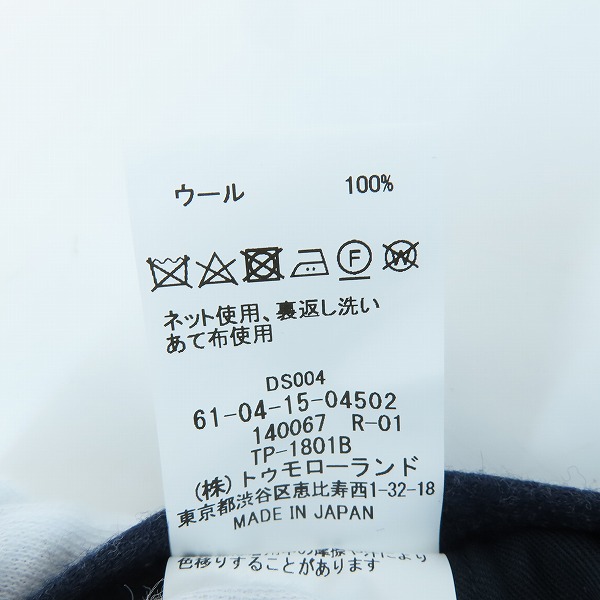 ウール 100%
F W
ネット使用、裏返し洗い
あて布使用
DS004
61-04-15-04502
140067 R-01
TP-1801B
(株)トゥモローランド
東京都渋谷区恵比寿西1-32-18
MADE IN JAPAN
色移りすることがあります